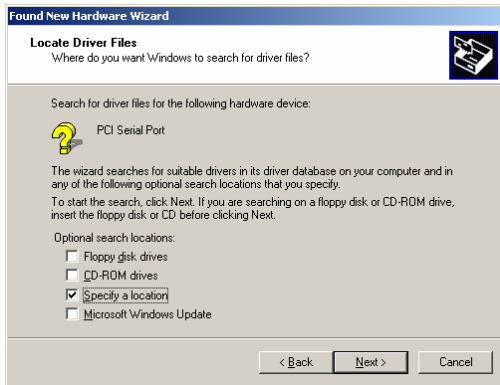 Found New Hardware Wizard
Locate Driver Files
Where do you want Windows to search for driver files?
Search for driver files for the following hardware device:
PCI Serial Port
The wizard searches for suitable drivers in its driver database on your computer and in
any of the following optional search locations that you specify.
To start the search, click Next. If you are searching on a floppy disk or CD-ROM drive,
insert the floppy disk or CD before clicking Next.
Optional search locations:
Floppy disk drives
CD-ROM drives
Specify a location
Microsoft Windows Update
< Back Next > Cancel